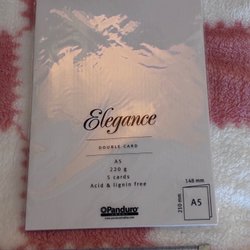 Elegance
DOUBLE CARD
A5
220 g
5 cards
Acid & lignin free
Panduro
148 mm
210 mm
A5